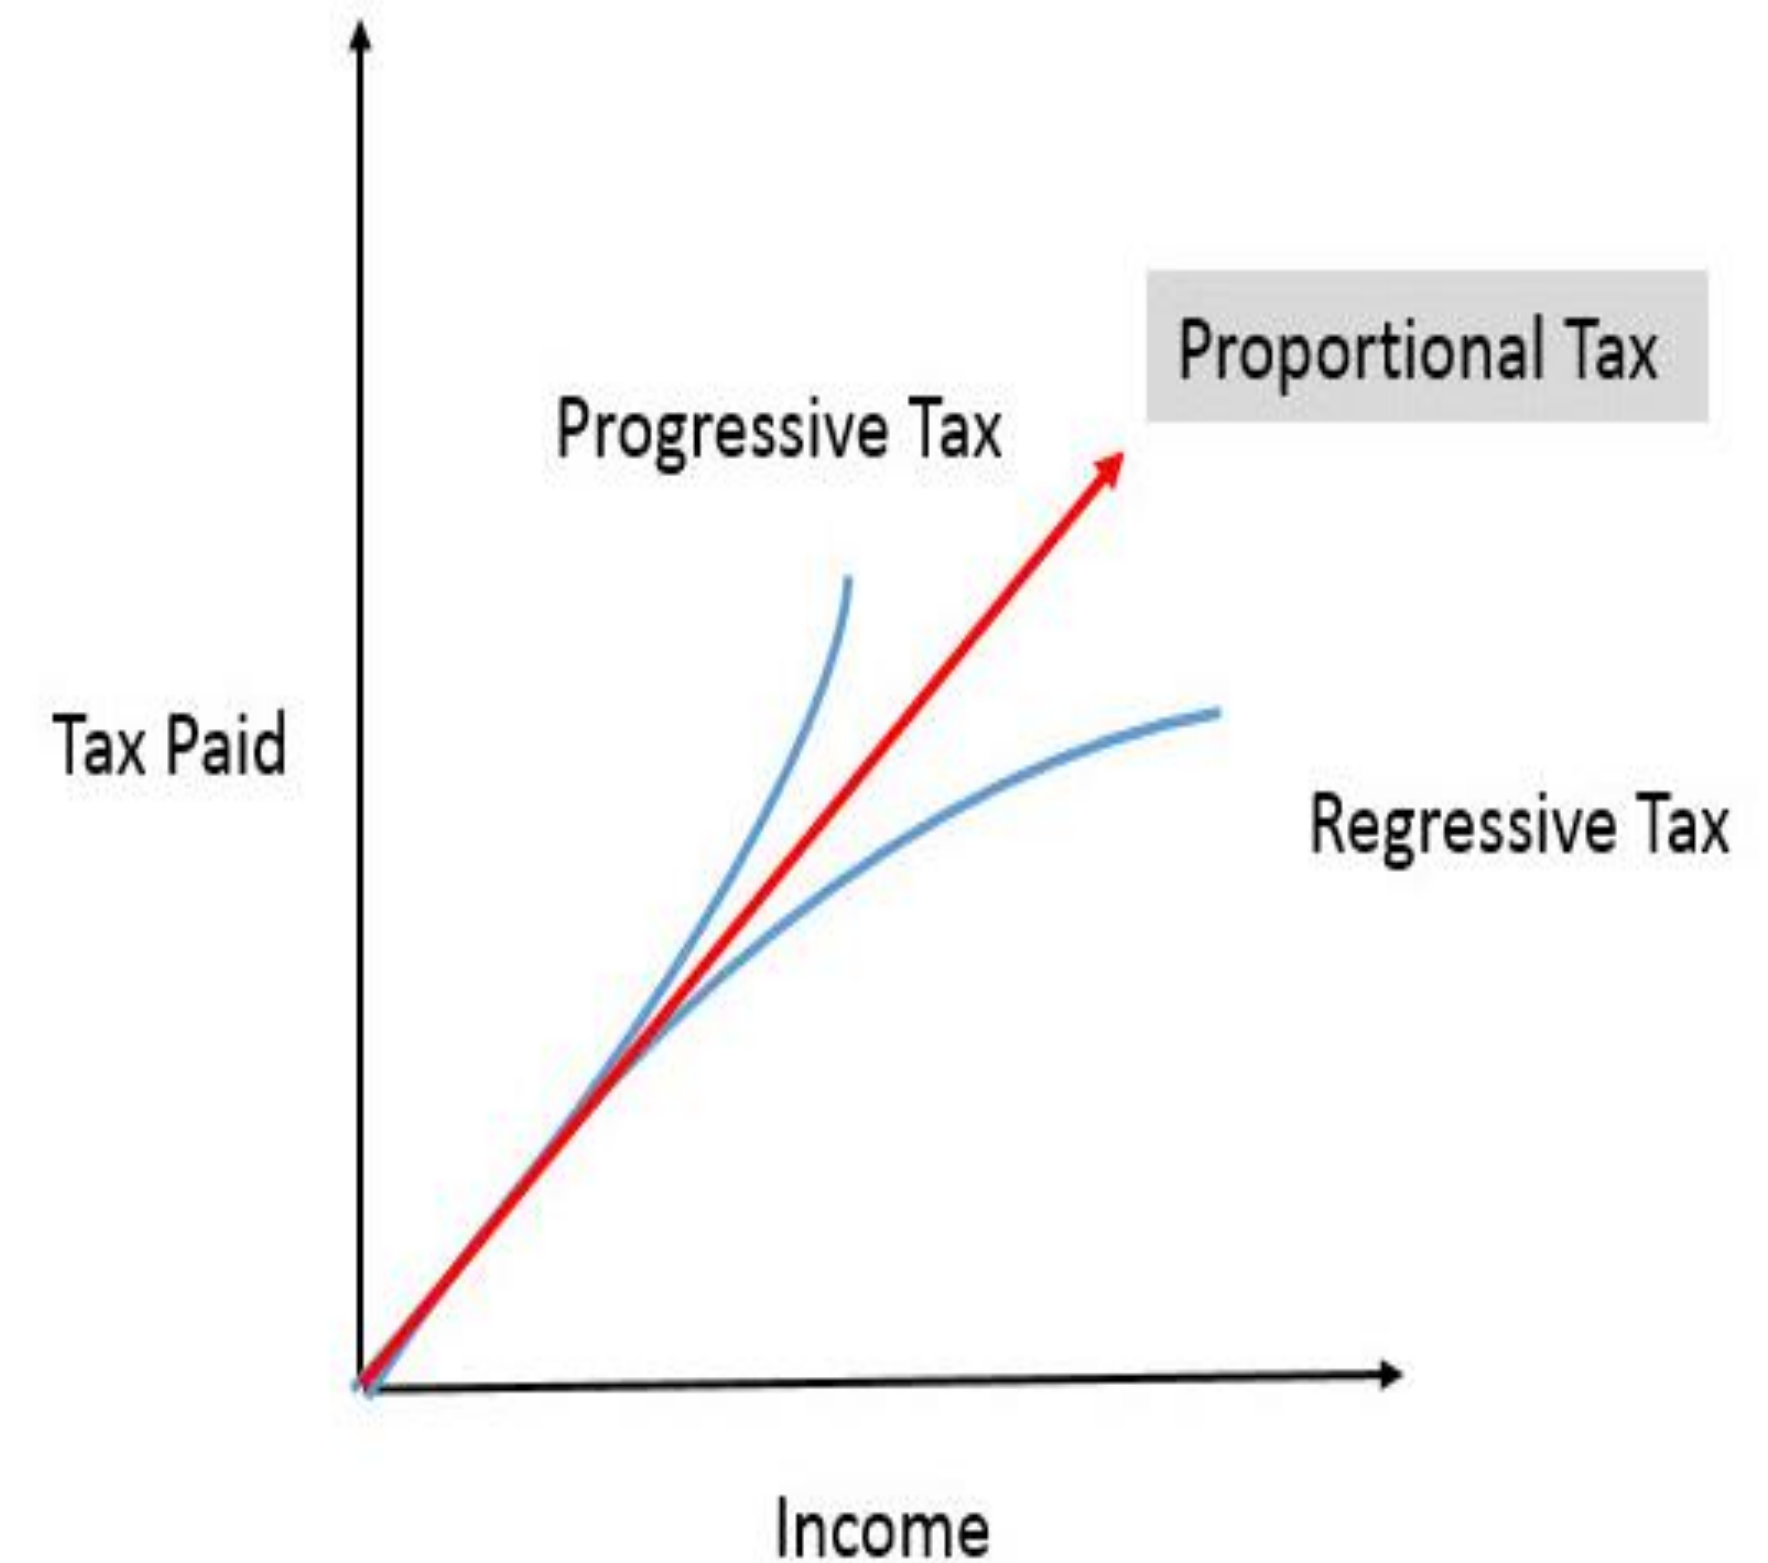 Proportional Tax
Progressive Tax
Tax Paid
Regressive Tax
Income